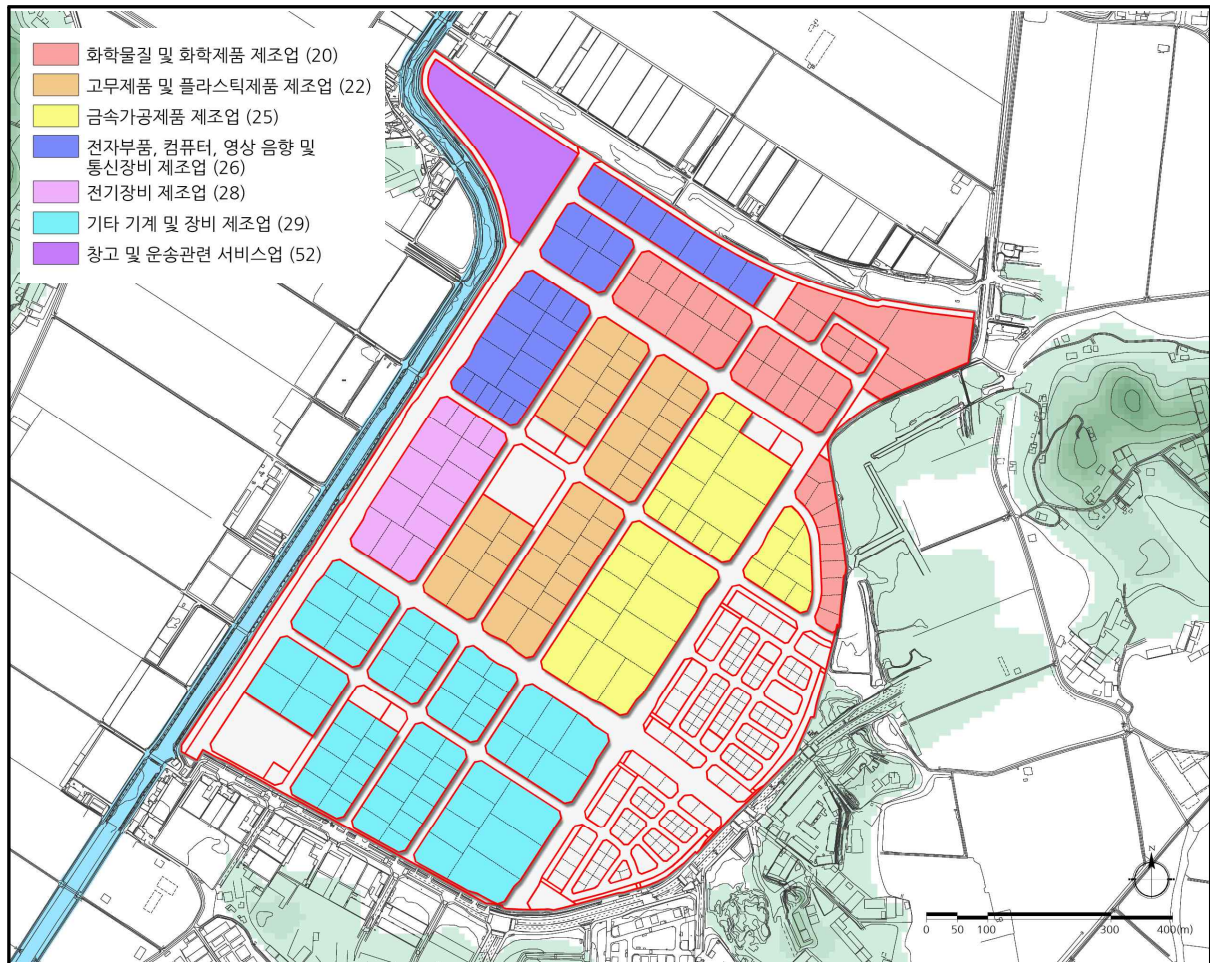 화학물질 및 화학제품 제조업 (20)
고무제품 및 플라스틱제품 제조업 (22)
금속가공제품 제조업 (25)
전자부품, 컴퓨터, 영상 음향 및
통신장비 제조업 (26)
전기장비 제조업 (28)
기타 기계 및 장비 제조업 (29)
창고 및 운송관련 서비스업 (52)
N
0 50 100 300 400(m)